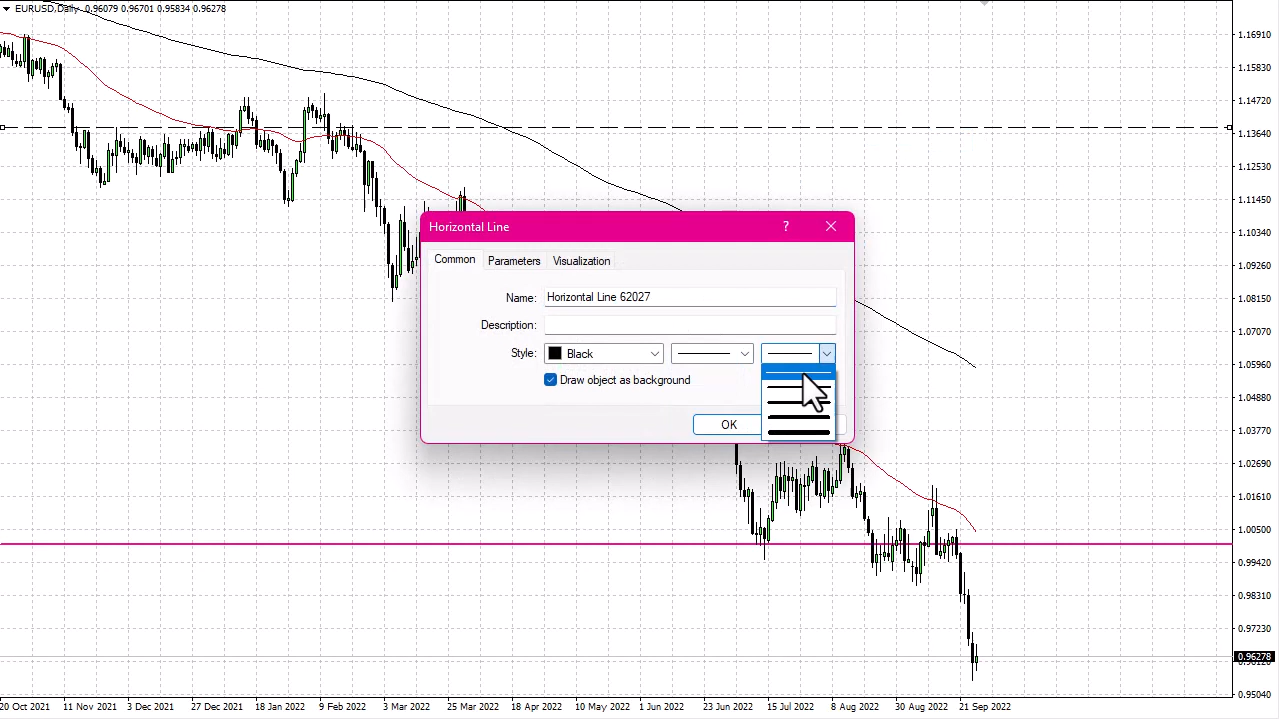 EURUSD,Daily 0.96079 0.96701 0.95834 0.96278
1.16910
1.15830
1.14720
1.13640
1.12530
1.11450
1.10340
1.09260
1.08150
1.07070
1.05960
1.04880
1.03770
1.02690
1.01610
1.00500
0.99420
0.98310
0.97230
0.96278
0.95040
Horizontal Line ?
Common Parameters Visualization
Name: Horizontal Line 62027
Description:
Style: Black
Draw object as background
OK
20 Oct 2021 11 Nov 2021 3 Dec 2021 27 Dec 2021 18 Jan 2022 9 Feb 2022 3 Mar 2022 25 Mar 2022 18 Apr 2022 10 May 2022 1 Jun 2022 23 Jun 2022 15 Jul 2022 8 Aug 2022 30 Aug 2022 21 Sep 2022